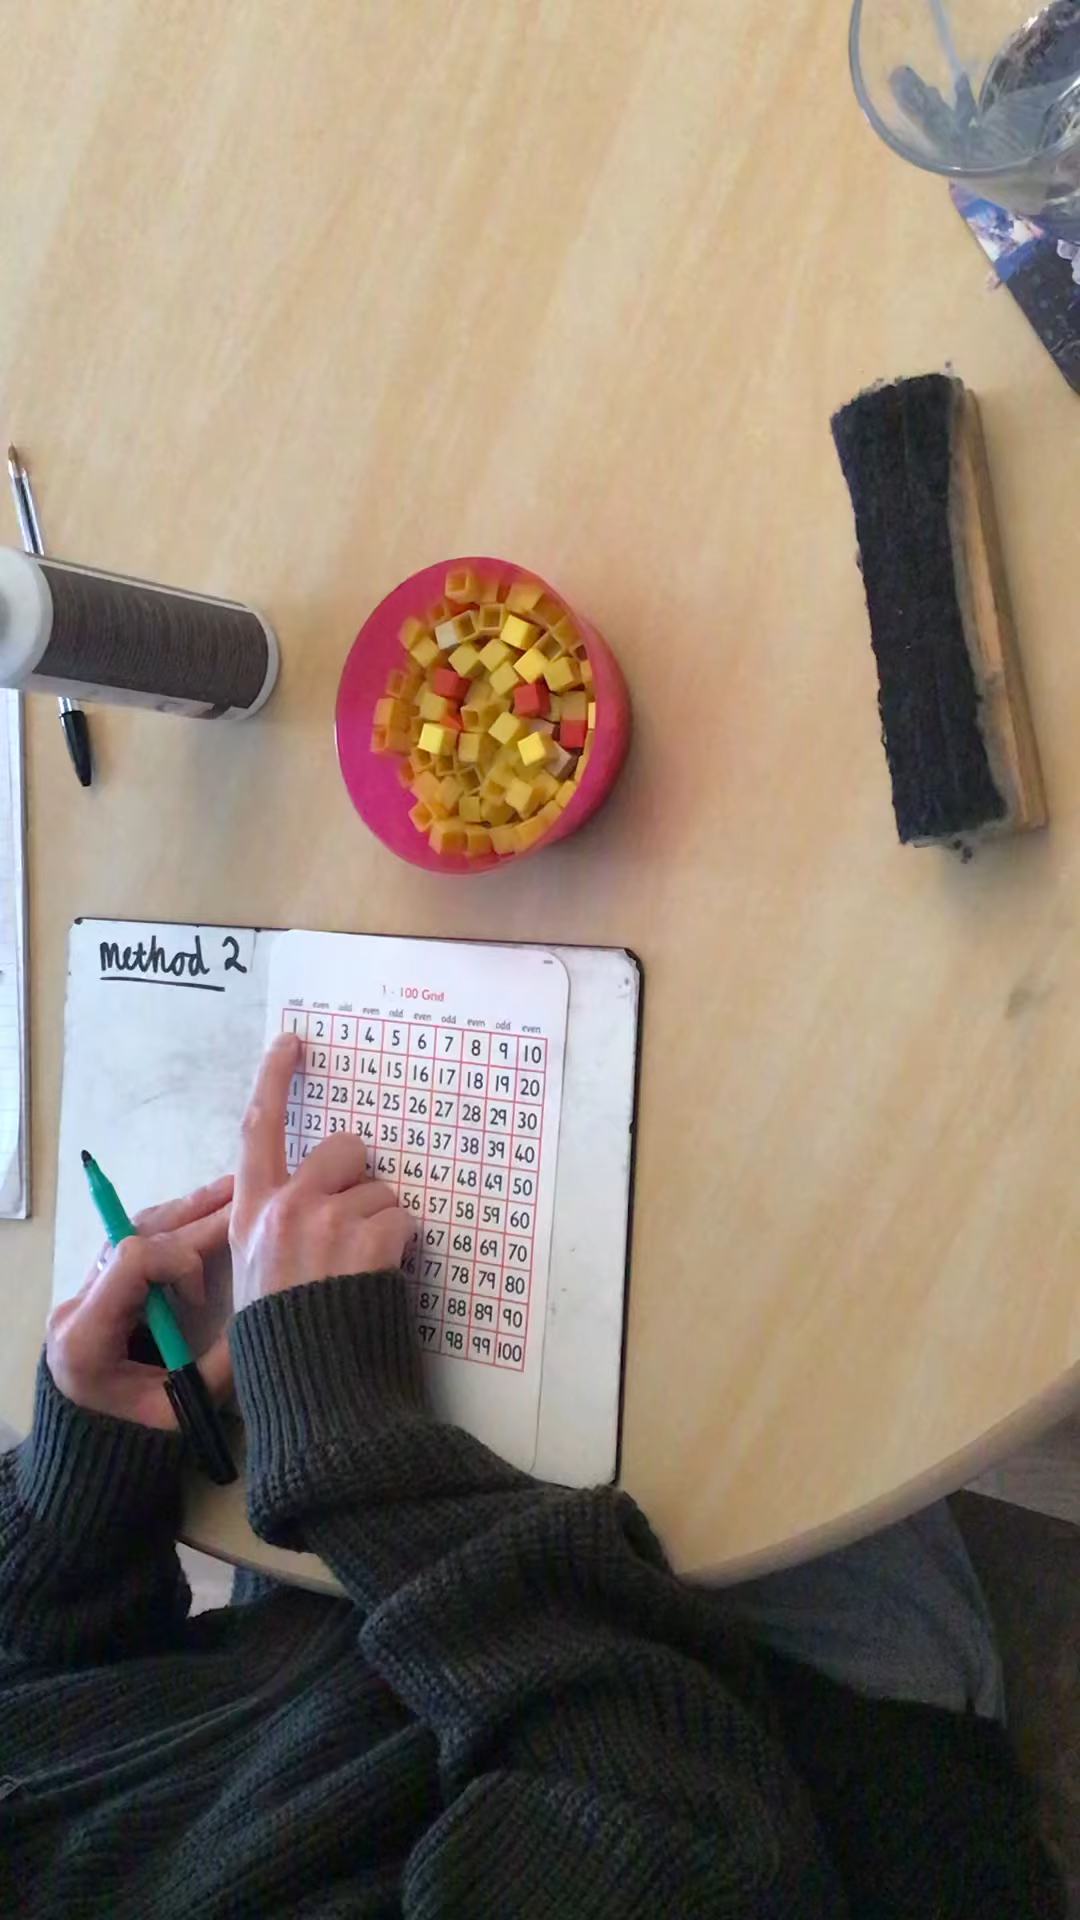 Method 2
1 - 100 Grid
odd even odd even odd even odd even odd even
1 2 3 4 5 6 7 8 9 10
12 13 14 15 16 17 18 19 20
22 23 24 25 26 27 28 29 30
31 32 33 34 35 36 37 38 39 40
45 46 47 48 49 50
56 57 58 59 60
67 68 69 70
77 78 79 80
87 88 89 90
97 98 99 100